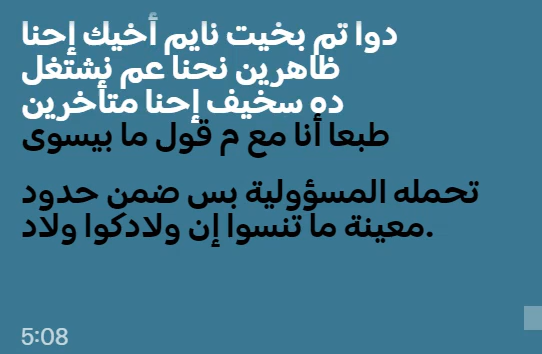 دوا تم بخيت نايم أخيك إحنا
ظاهرين نحنا عم نشتغل
ده سخيف إحنا متأخرين
طبعا أنا مع م قول ما بيسوى
تحمله المسؤولية بس ضمن حدود
معينة ما تنسوا إن ولادكوا ولاد.
5:08